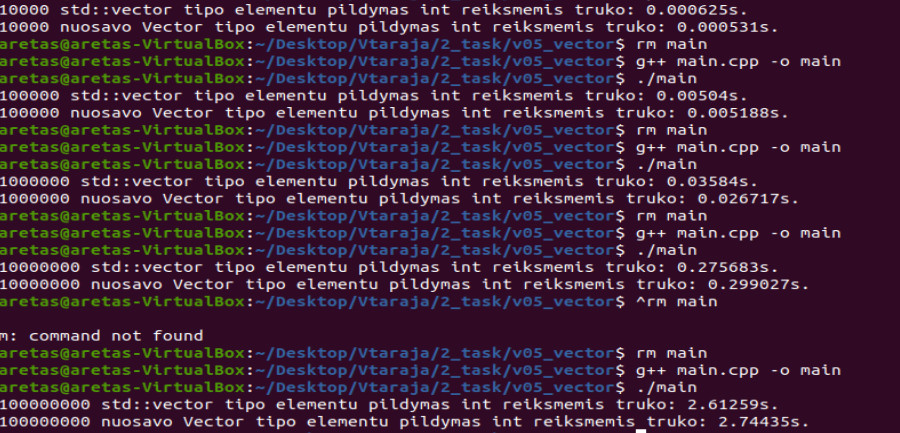 10000 std::vector tipo elementu pildymas int reiksmemis truko: 0.000625s.
10000 nuosavo Vector tipo elementu pildymas int reiksmemis truko: 0.000531s.
aretas@aretas-VirtualBox:~/Desktop/Vtaraja/2_task/v05_vector$ rm main
aretas@aretas-VirtualBox:~/Desktop/Vtaraja/2_task/v05_vector$ g++ main.cpp -o main
aretas@aretas-VirtualBox:~/Desktop/Vtaraja/2_task/v05_vector$ ./main
100000 std::vector tipo elementu pildymas int reiksmemis truko: 0.00504s.
100000 nuosavo Vector tipo elementu pildymas int reiksmemis truko: 0.005188s.
aretas@aretas-VirtualBox:~/Desktop/Vtaraja/2_task/v05_vector$ rm main
aretas@aretas-VirtualBox:~/Desktop/Vtaraja/2_task/v05_vector$ g++ main.cpp -o main
aretas@aretas-VirtualBox:~/Desktop/Vtaraja/2_task/v05_vector$ ./main
1000000 std::vector tipo elementu pildymas int reiksmemis truko: 0.03584s.
1000000 nuosavo Vector tipo elementu pildymas int reiksmemis truko: 0.026717s.
aretas@aretas-VirtualBox:~/Desktop/Vtaraja/2_task/v05_vector$ rm main
aretas@aretas-VirtualBox:~/Desktop/Vtaraja/2_task/v05_vector$ g++ main.cpp -o main
aretas@aretas-VirtualBox:~/Desktop/Vtaraja/2_task/v05_vector$ ./main
10000000 std::vector tipo elementu pildymas int reiksmemis truko: 0.275683s.
10000000 nuosavo Vector tipo elementu pildymas int reiksmemis truko: 0.299027s.
aretas@aretas-VirtualBox:~/Desktop/Vtaraja/2_task/v05_vector$ ^rm main
m: command not found
aretas@aretas-VirtualBox:~/Desktop/Vtaraja/2_task/v05_vector$ rm main
aretas@aretas-VirtualBox:~/Desktop/Vtaraja/2_task/v05_vector$ g++ main.cpp -o main
aretas@aretas-VirtualBox:~/Desktop/Vtaraja/2_task/v05_vector$ ./main
100000000 std::vector tipo elementu pildymas int reiksmemis truko: 2.61259s.
100000000 nuosavo Vector tipo elementu pildymas int reiksmemis truko: 2.74435s.